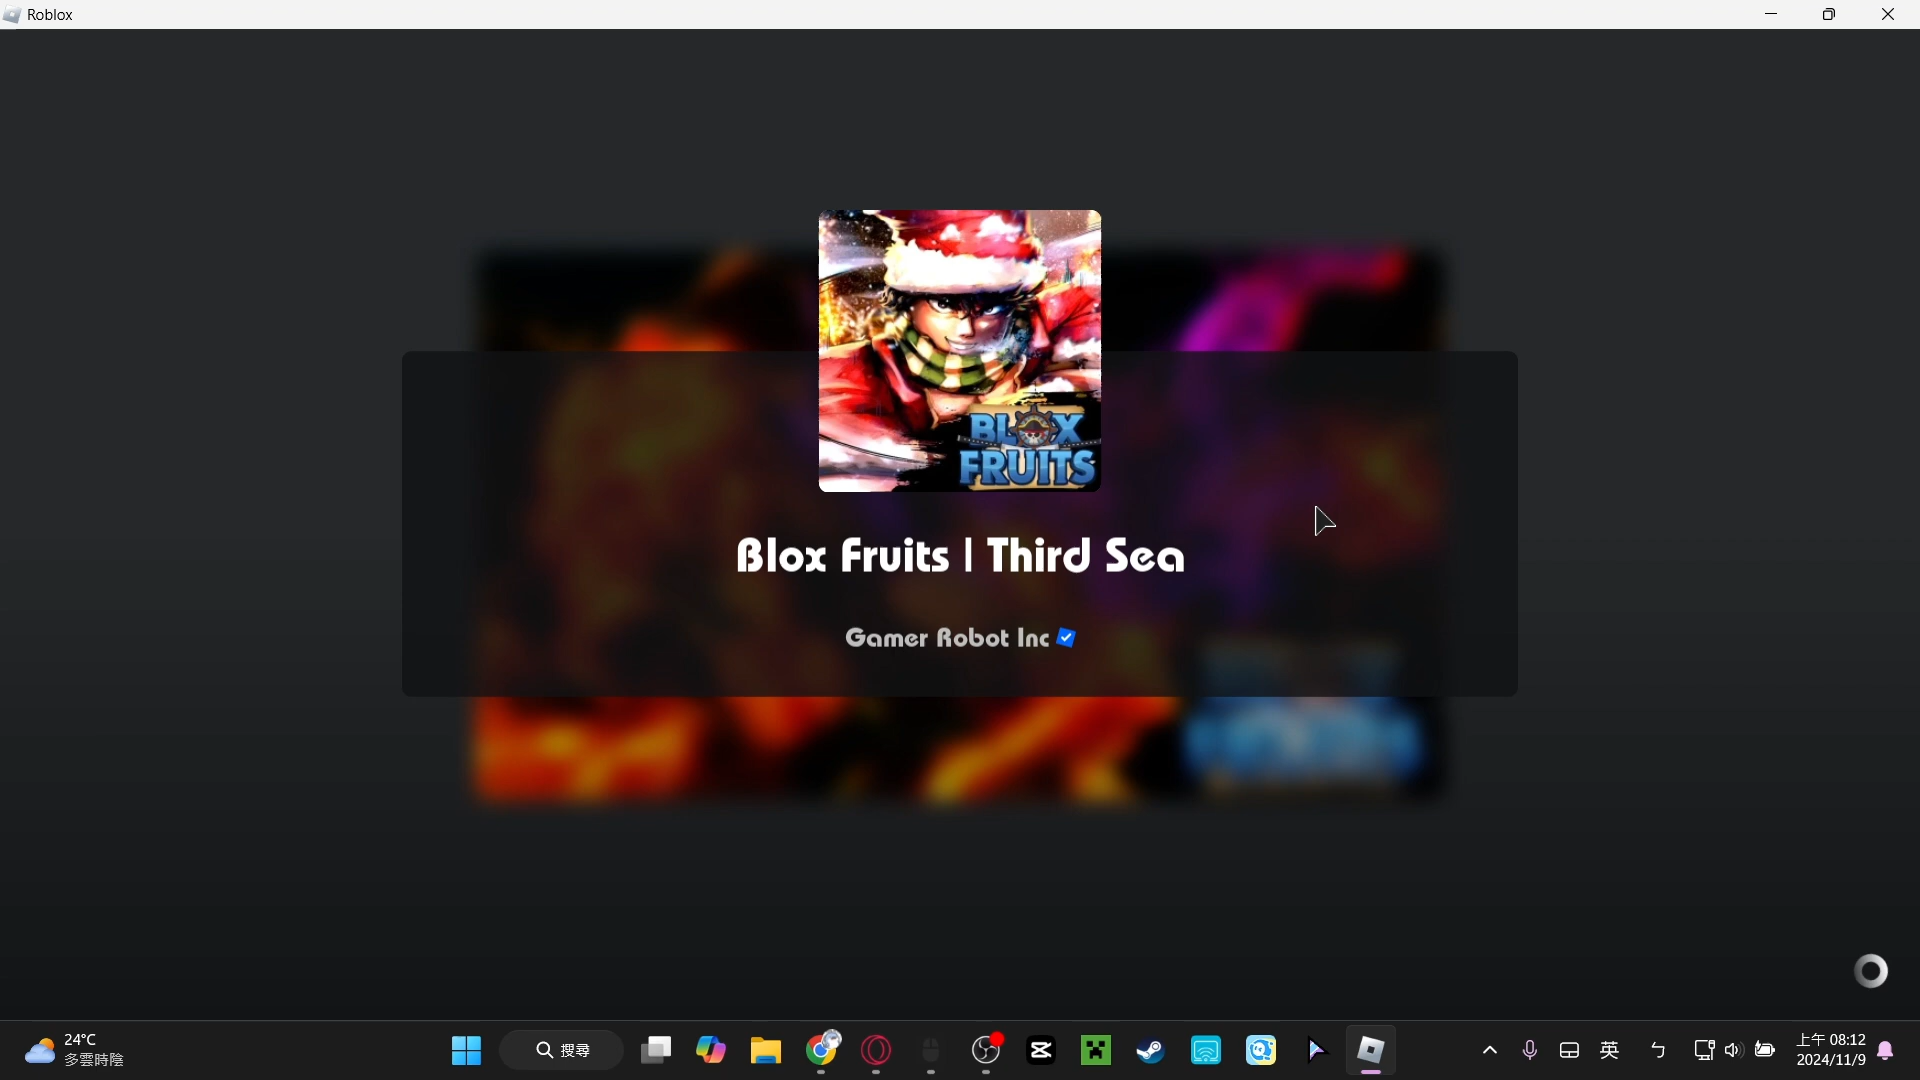 Roblox
BLOX
FRUITS
Blox Fruits | Third Sea
Gamer Robot Inc
24°C
多雲時陰
搜尋
英
ㄅ
上午 08:12
2024/11/9